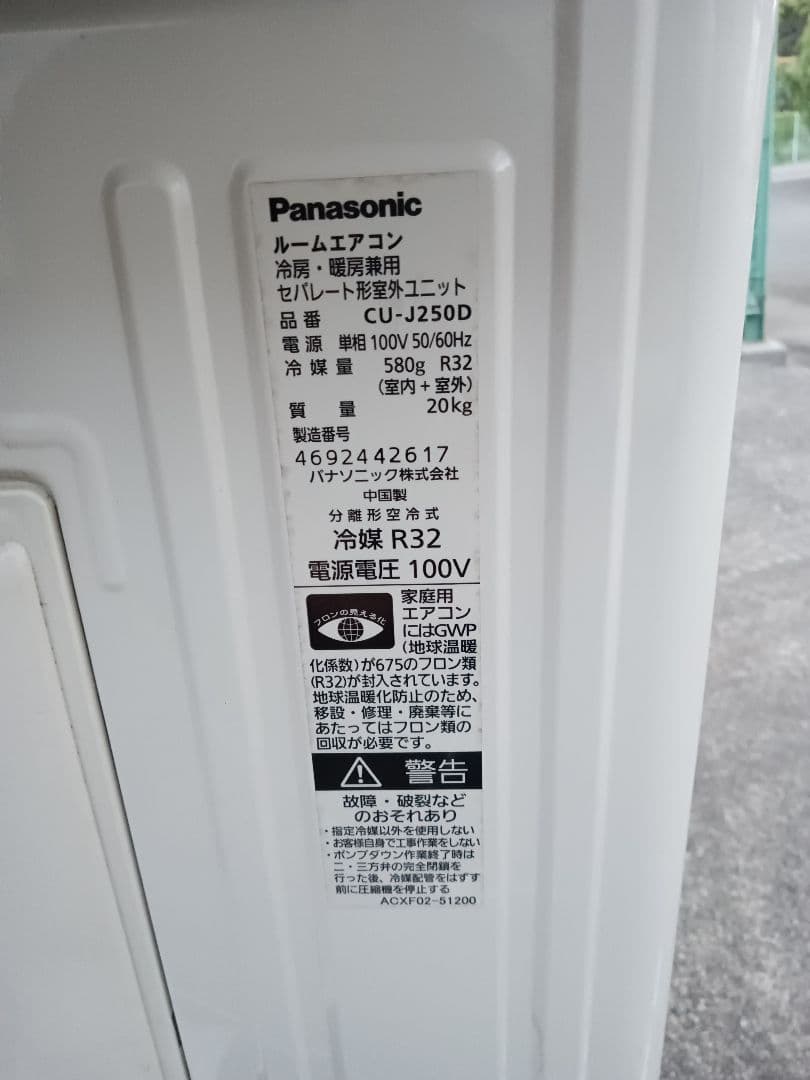 Panasonic
ルームエアコン
冷房・暖房兼用
セパレート形室外ユニット
品番 CU-J250D
電源 単相100V 50/60Hz
冷媒量 580g R32
(室内+室外)
質量 20kg
製造番号
4692442617
パナソニック株式会社
中国製
分離形空冷式
冷媒 R32
電源電圧 100V
フロンの見える化
家庭用
エアコン
にはGWP
(地球温暖
化係数)が675のフロン類
(R32)が封入されています。
地球温暖化防止のため、
移設・修理・廃棄等に
あたってはフロン類の
回収が必要です。
警告
故障・破裂など
のおそれあり
・指定冷媒以外を使用しない
・お客様自身で工事作業をしない
・ポンプダウン作業終了時は
二・三方弁の完全閉鎖を
行った後、冷媒配管をはずす
前に圧縮機を停止する
ACXF02-51200